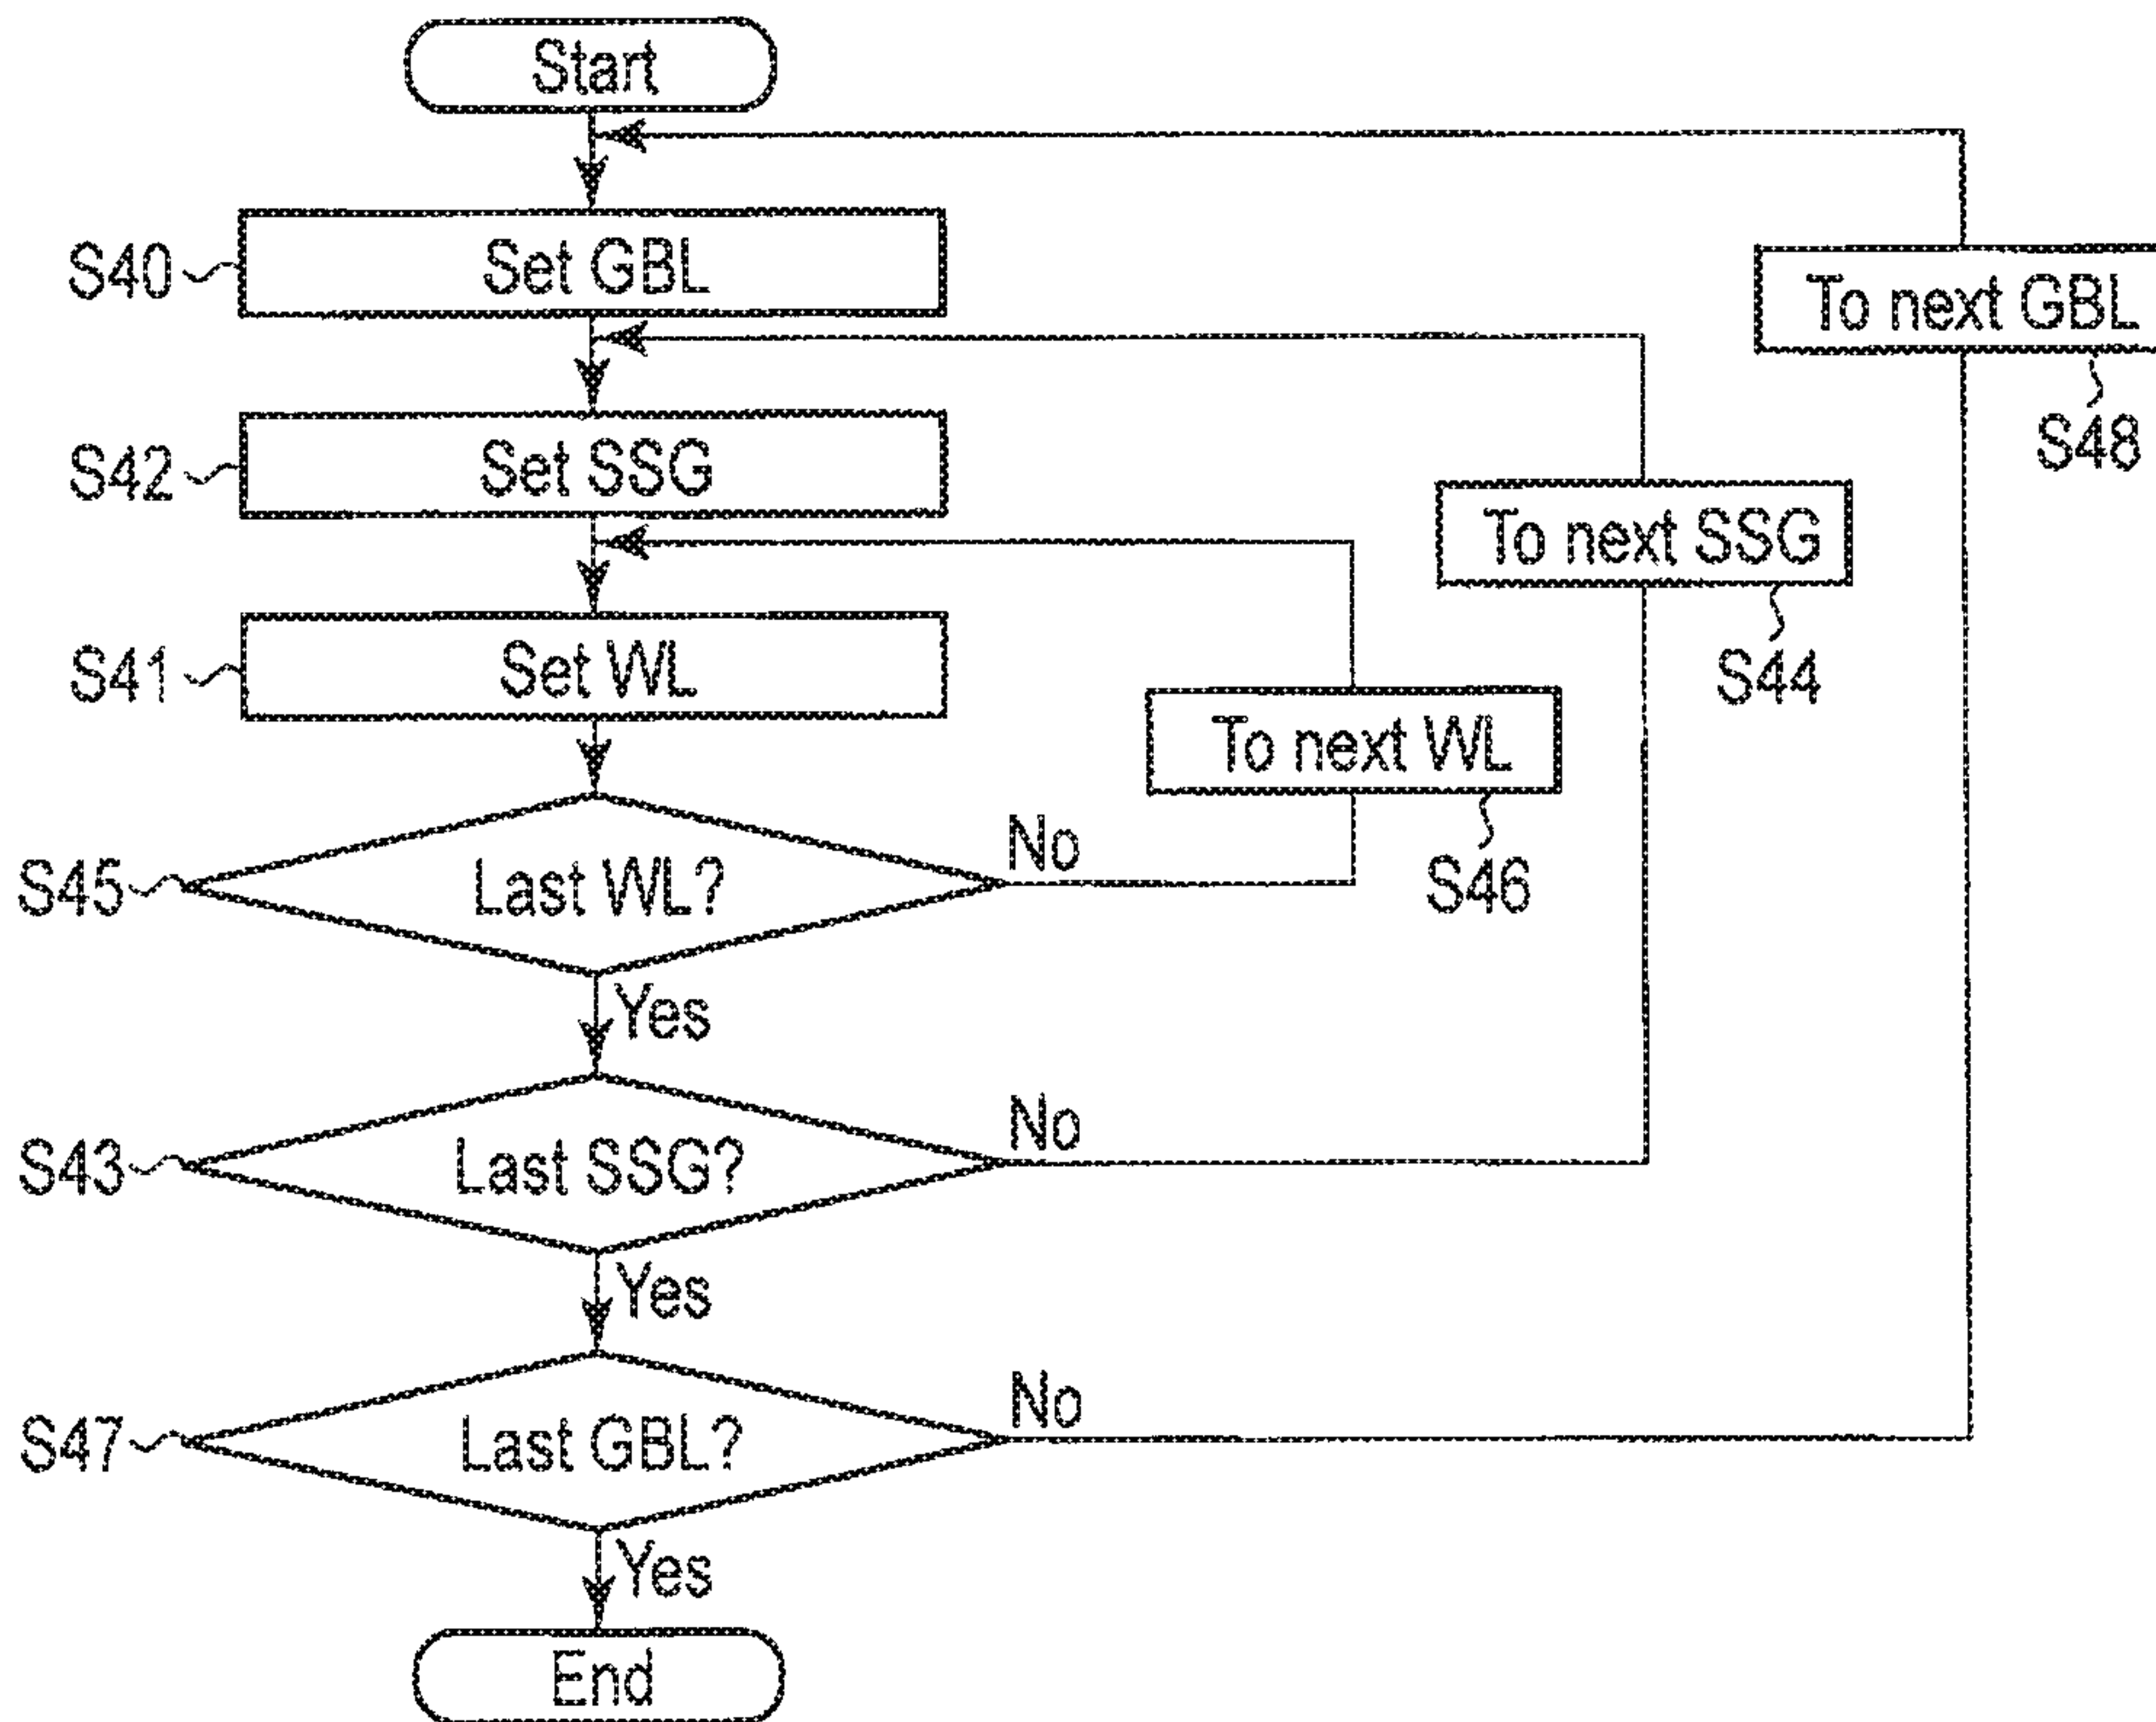 Start
S40
Set GBL
To next GBL
S48
S42
Set SSG
To next SSG
S44
S41
Set WL
To next WL
S46
S45
Last WL?
No
Yes
S43
Last SSG?
No
Yes
S47
Last GBL?
No
Yes
End